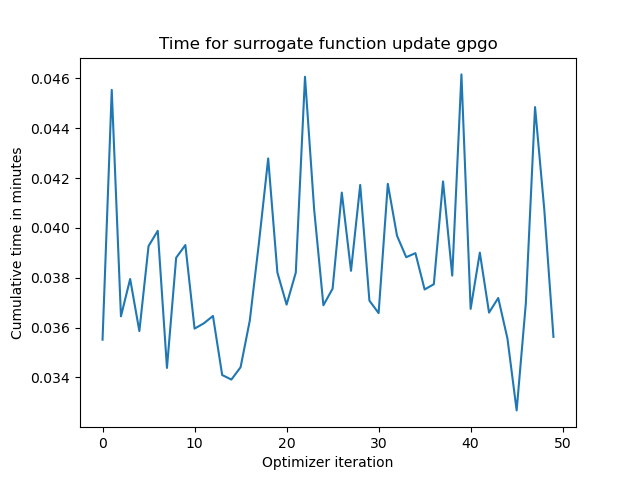 Time for surrogate function update gpgo
0.046
0.044
0.042
0.040
0.038
0.036
0.034
Cumulative time in minutes
0 10 20 30 40 50
Optimizer iteration